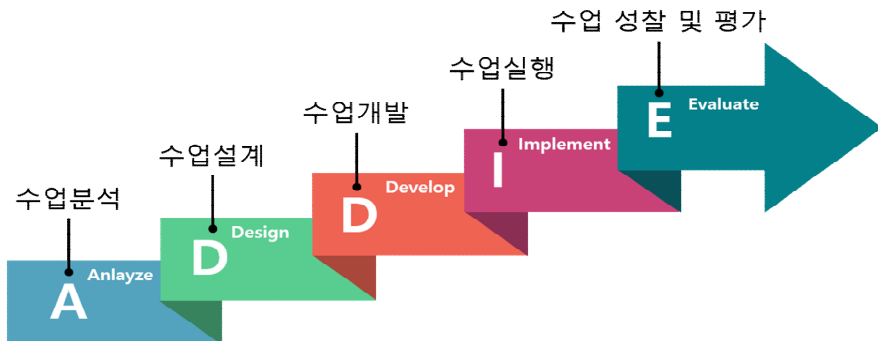 수업분석
A Anlayze
수업설계
D Design
수업개발
D Develop
수업실행
I Implement
수업 성찰 및 평가
E Evaluate